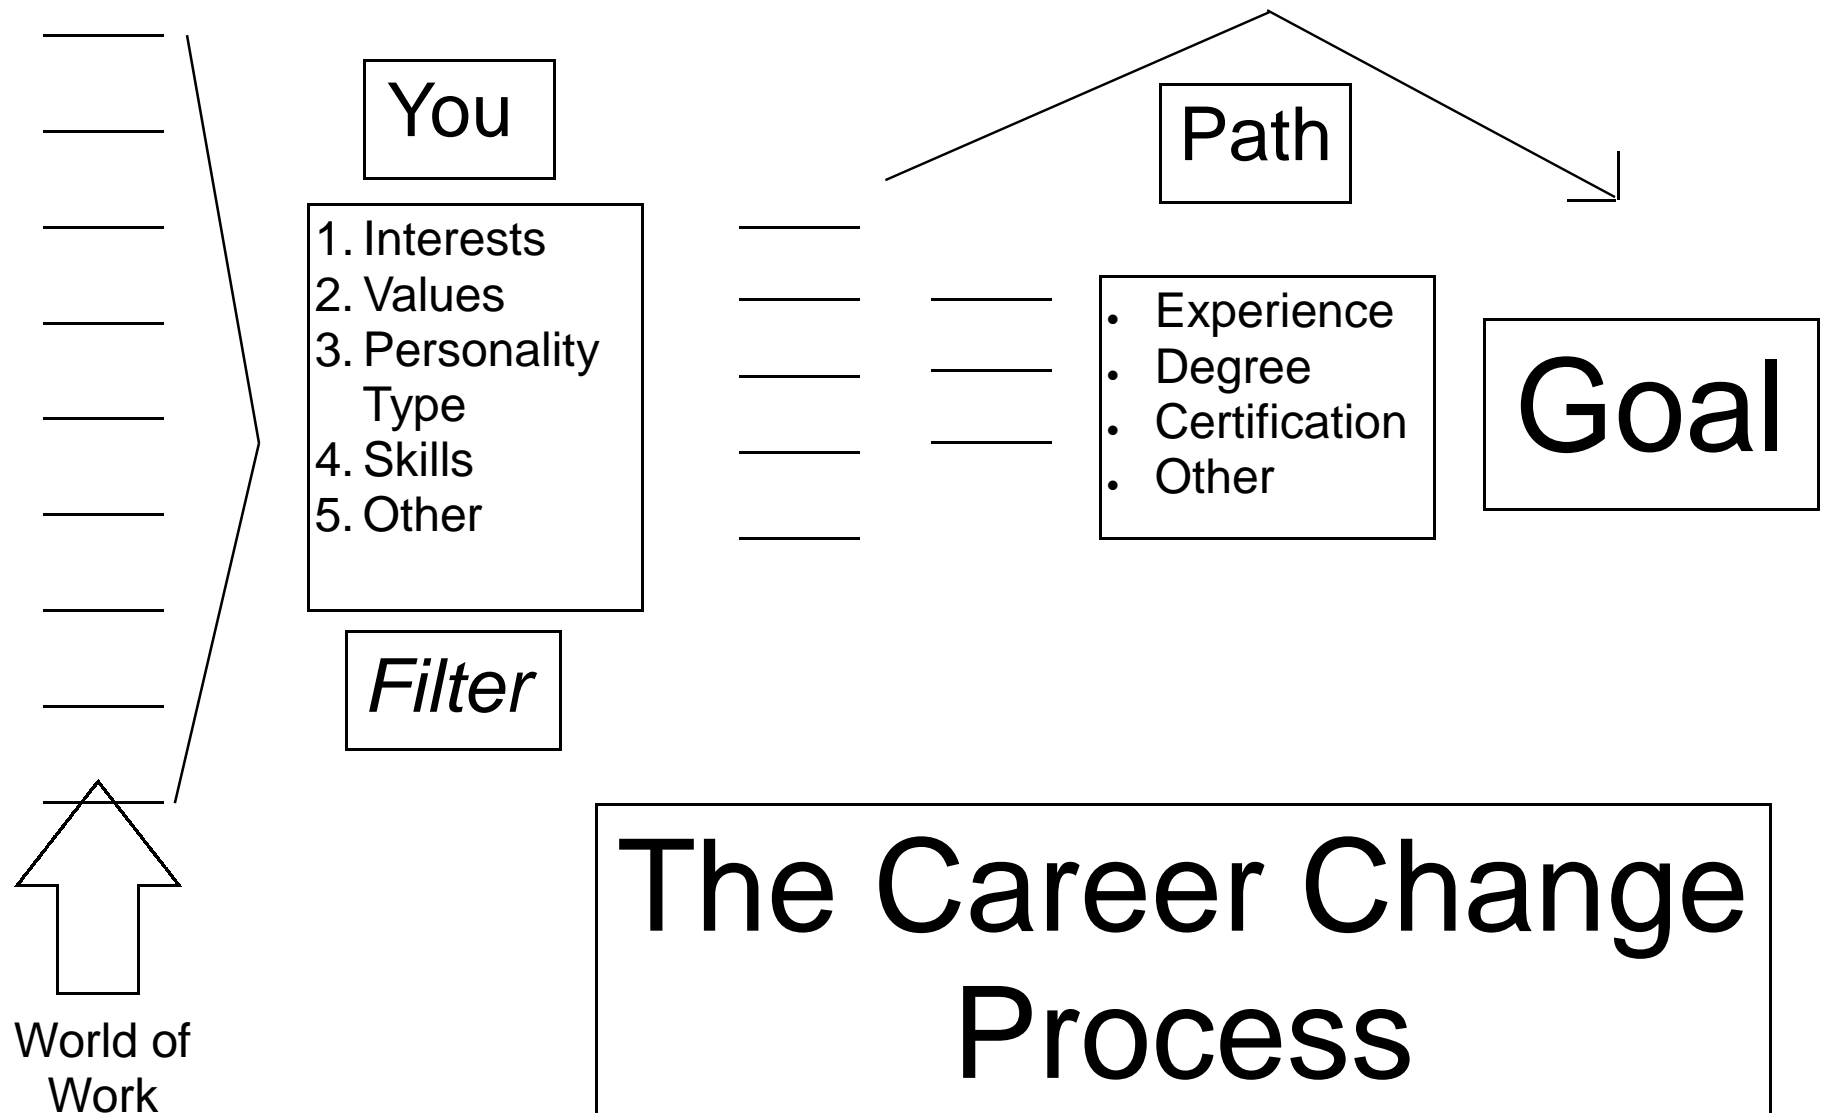 You
1. Interests
2. Values
3. Personality
Type
4. Skills
5. Other
Filter
Path
• Experience
• Degree
• Certification
• Other
Goal
World of
Work
The Career Change
Process